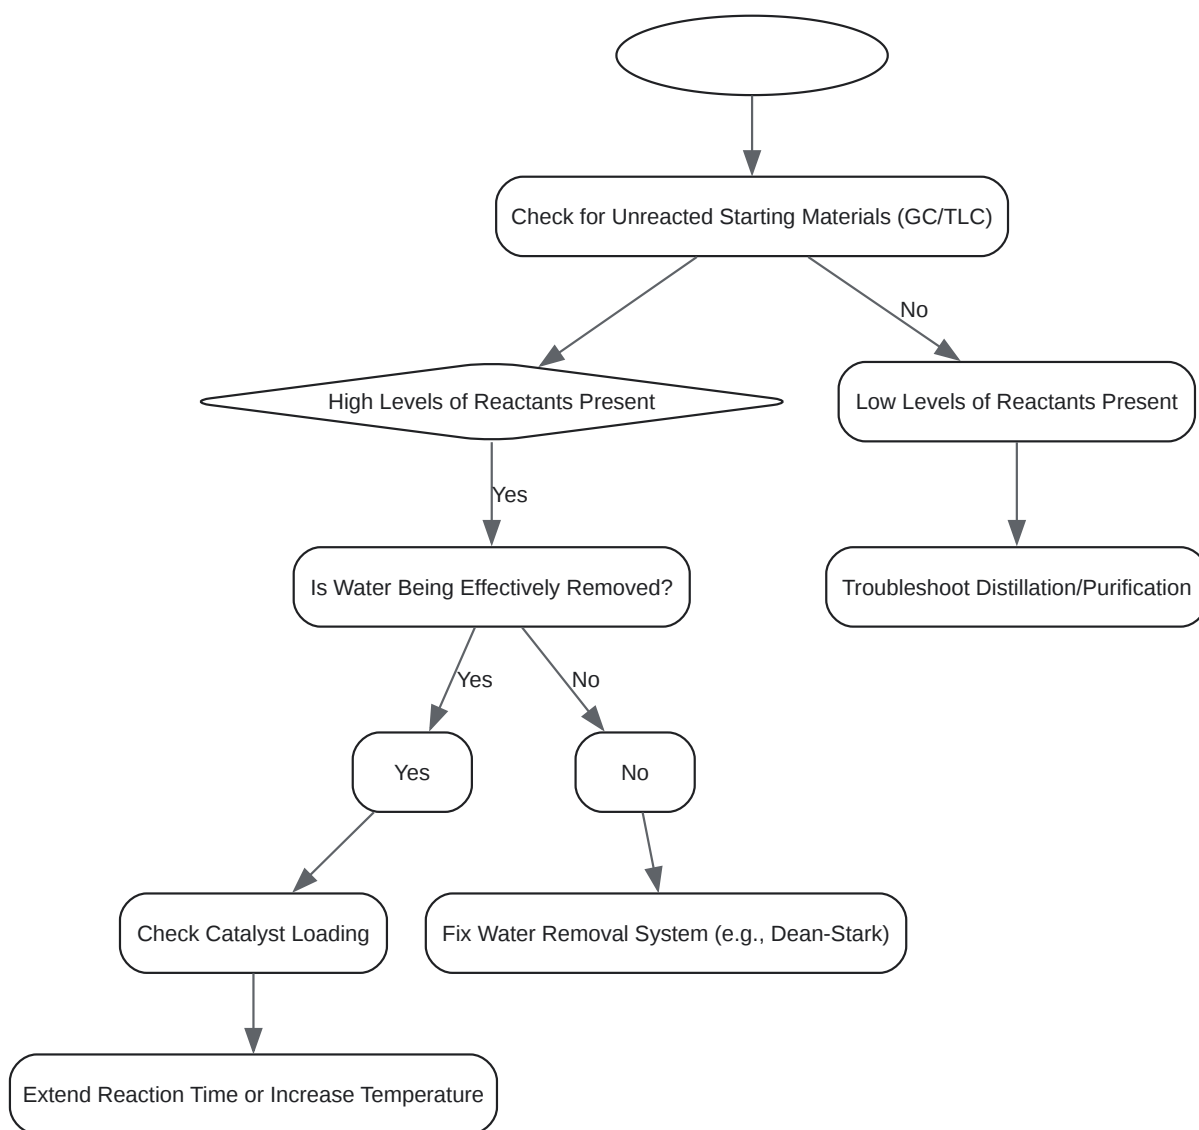 Check for Unreacted Starting Materials (GC/TLC)
No
High Levels of Reactants Present
Low Levels of Reactants Present
Yes
Is Water Being Effectively Removed?
Troubleshoot Distillation/Purification
Yes
No
Yes
No
Check Catalyst Loading
Fix Water Removal System (e.g., Dean-Stark)
Extend Reaction Time or Increase Temperature